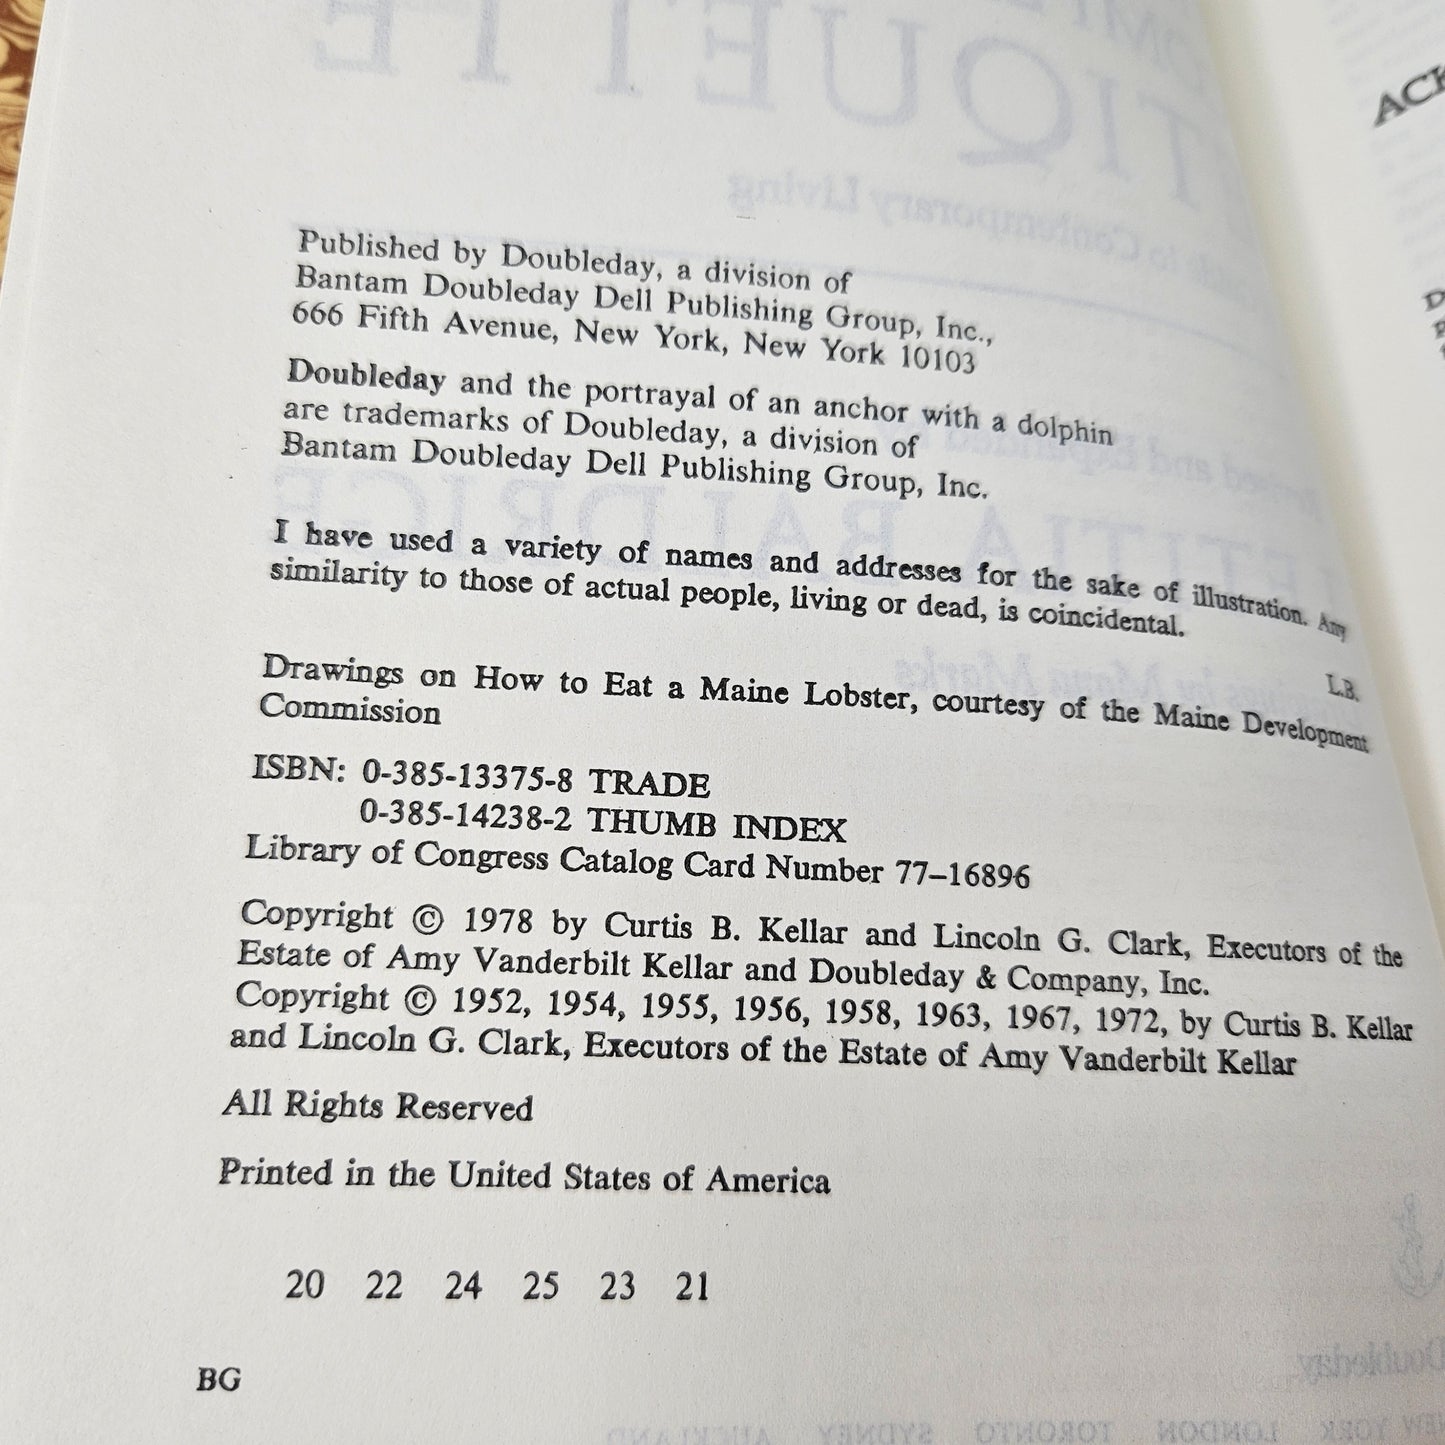 Published by Doubleday, a division of
Bantam Doubleday Dell Publishing Group, Inc.,
666 Fifth Avenue, New York, New York 10103
Doubleday and the portrayal of an anchor with a dolphin
are trademarks of Doubleday, a division of
Bantam Doubleday Dell Publishing Group, Inc.
I have used a variety of names and addresses for the sake of illustration. Any
similarity to those of actual people, living or dead, is coincidental.
L.B.
Drawings on How to Eat a Maine Lobster, courtesy of the Maine Development
Commission
ISBN: 0-385-13375-8 TRADE
0-385-14238-2 THUMB INDEX
Library of Congress Catalog Card Number 77–16896
Copyright © 1978 by Curtis B. Kellar and Lincoln G. Clark, Executors of the
Estate of Amy Vanderbilt Kellar and Doubleday & Company, Inc.
Copyright © 1952, 1954, 1955, 1956, 1958, 1963, 1967, 1972, by Curtis B. Kellar
and Lincoln G. Clark, Executors of the Estate of Amy Vanderbilt Kellar
All Rights Reserved
Printed in the United States of America
20 22 24 25 23 21
BG